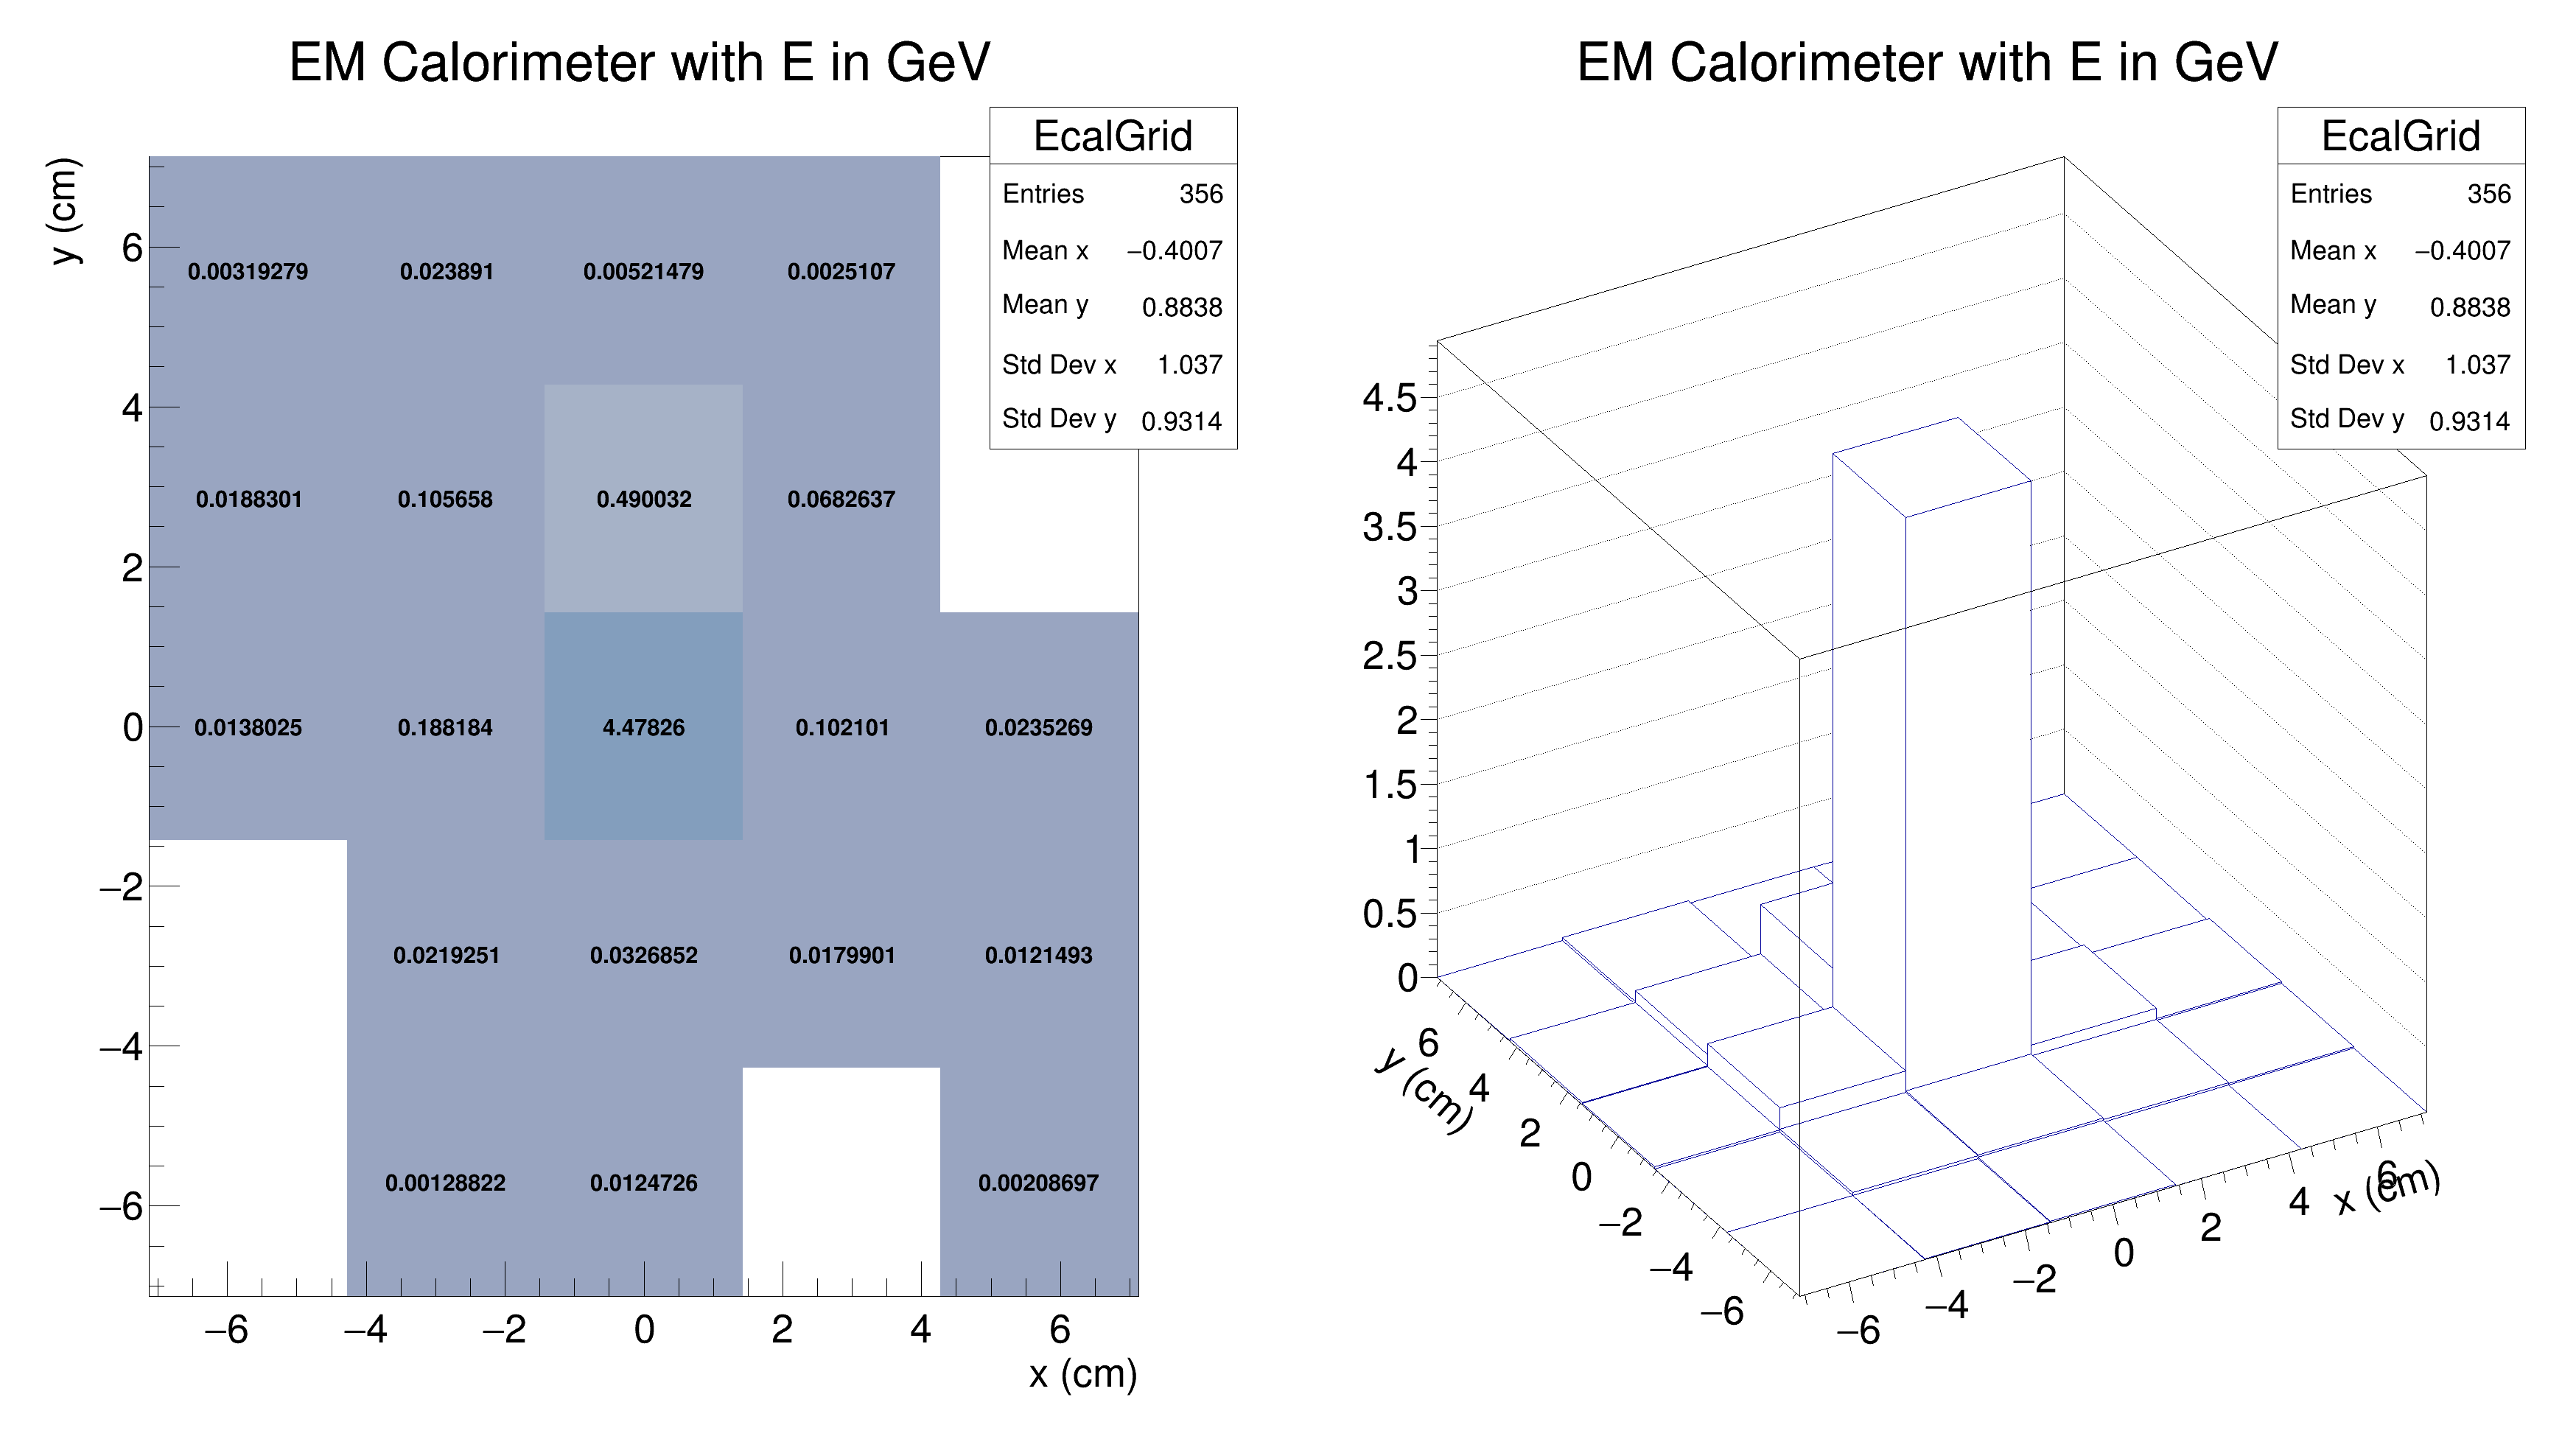 EM Calorimeter with E in GeV
EcalGrid
Entries 356
Mean x −0.4007
Mean y 0.8838
Std Dev x 1.037
Std Dev y 0.9314
y (cm)
6
4
2
0
−2
−4
−6
0.00319279 0.023891 0.00521479 0.0025107
0.0188301 0.105658 0.490032 0.0682637
0.0138025 0.188184 4.47826 0.102101 0.0235269
0.0219251 0.0326852 0.0179901 0.0121493
0.00128822 0.0124726 0.00208697
−6 −4 −2 0 2 4 6
x (cm)
EM Calorimeter with E in GeV
EcalGrid
Entries 356
Mean x −0.4007
Mean y 0.8838
Std Dev x 1.037
Std Dev y 0.9314
4.5
4
3.5
3
2.5
2
1.5
1
0.5
0
y (cm)
6
4
2
0
−2
−4
−6
−6 −4 −2 0 2 4 6
x (cm)